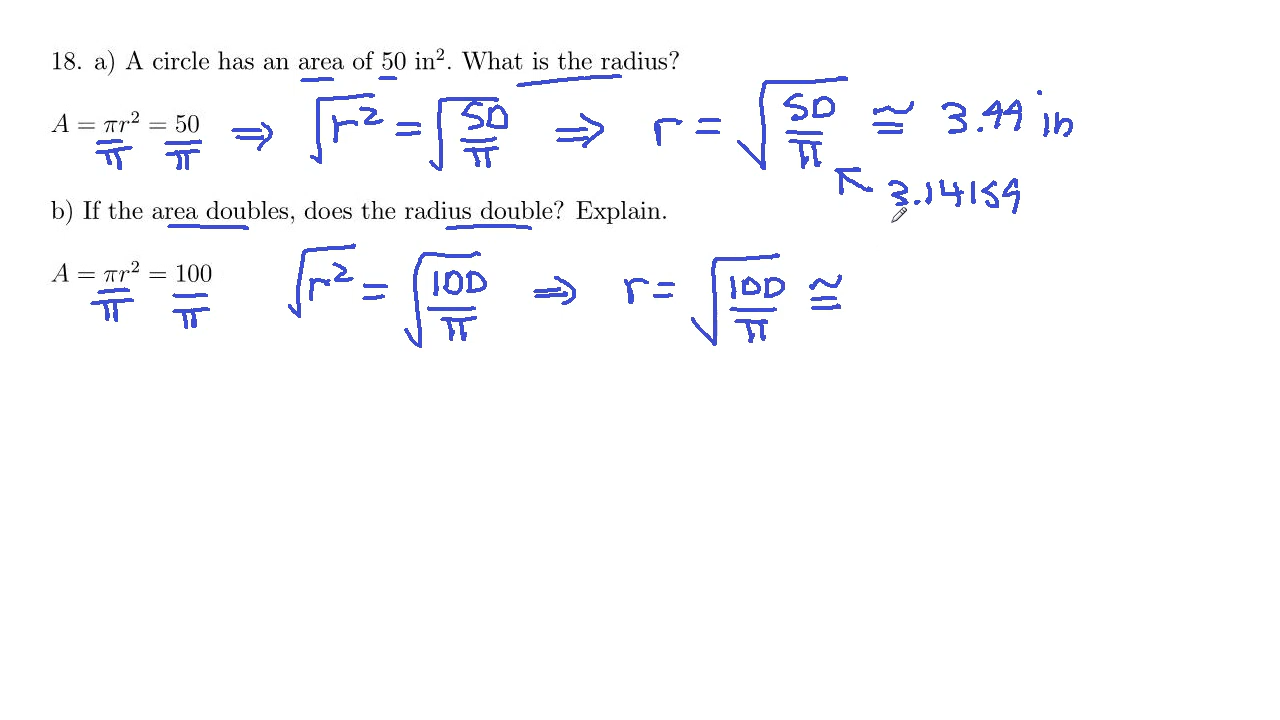 18. a) A circle has an area of 50 in². What is the radius?
A = πr² = 50 ⇒ √r² = √50/π ⇒ r = √50/π ≅ 3.99 in
π π
3.14159
b) If the area doubles, does the radius double? Explain.
A = πr² = 100 √r² = √100/π ⇒ r = √100/π ≅
π π